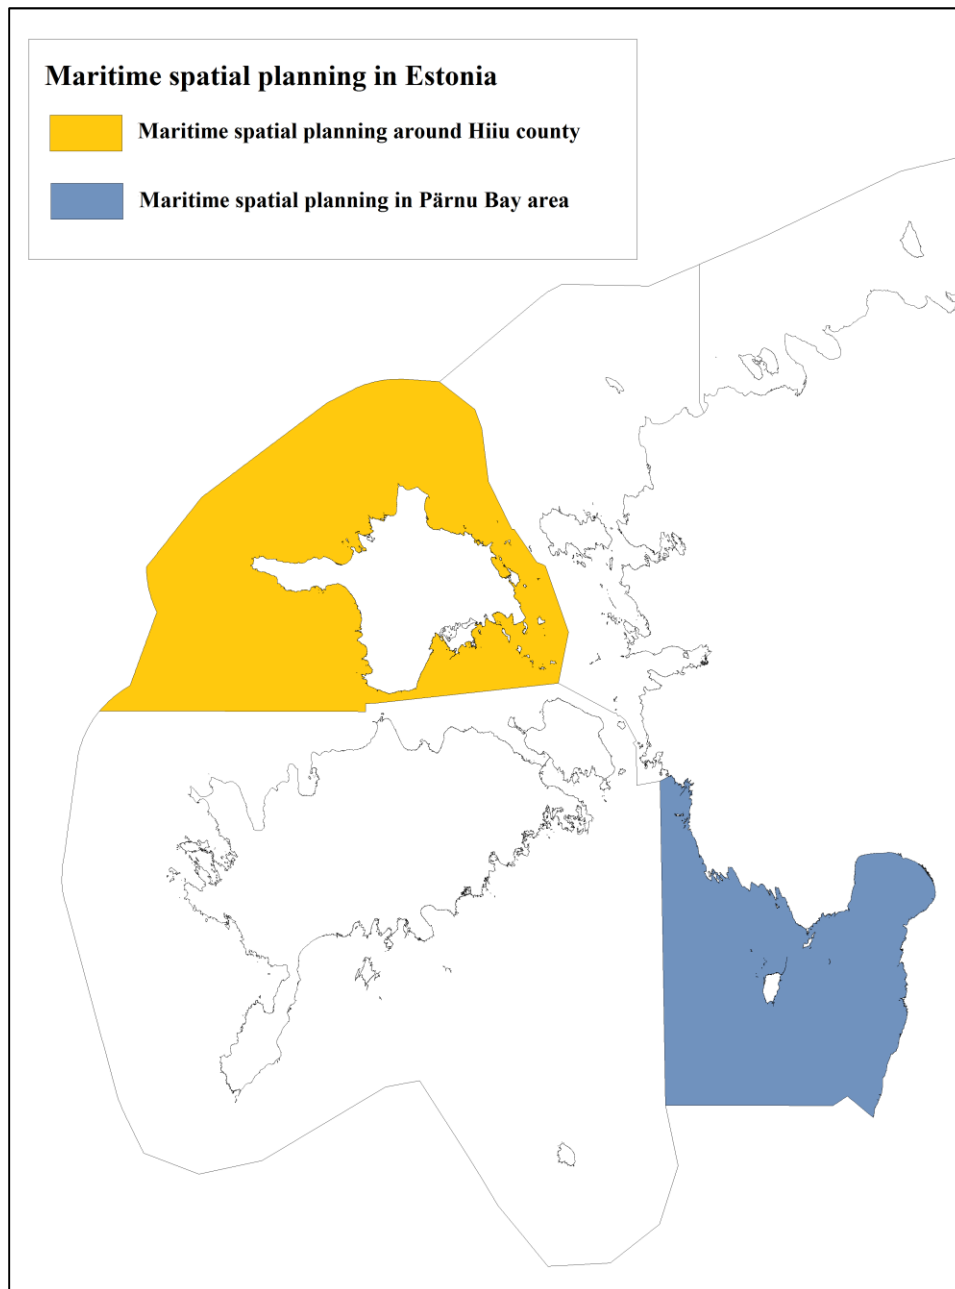 Maritime spatial planning in Estonia
Maritime spatial planning around Hiiu county
Maritime spatial planning in Pärnu Bay area